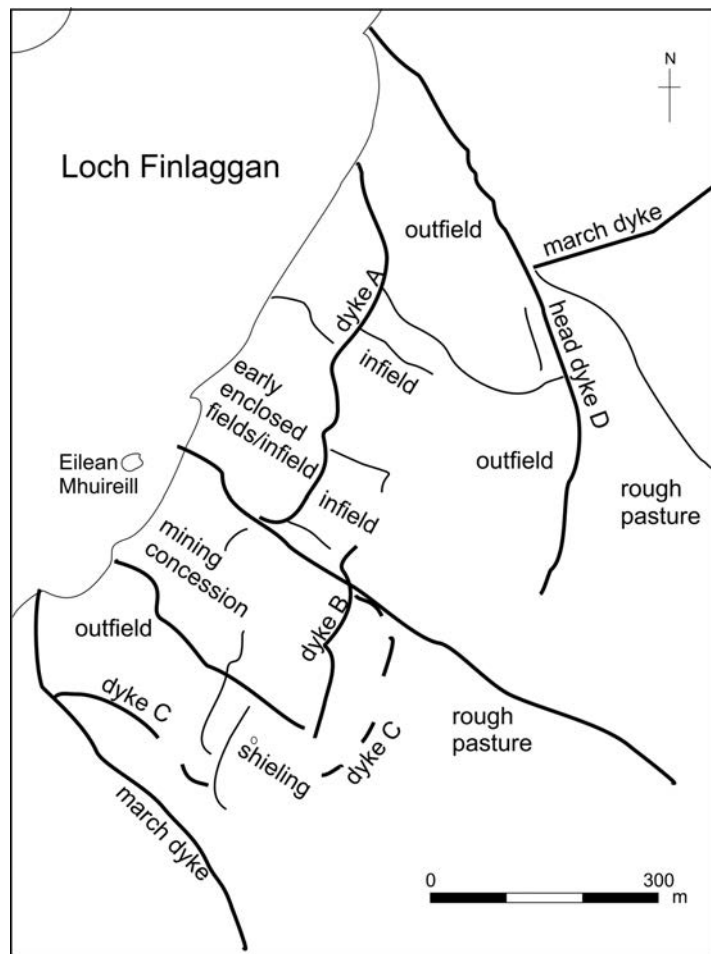 N
Loch Finlaggan
outfield
march dyke
dyke A
head dyke D
infield
early
enclosed
fields/infield
outfield
Eilean
Mhuireill
rough
pasture
infield
mining
concession
dyke B
outfield
dyke C
rough
pasture
dyke C
shieling
march dyke
0
300
m